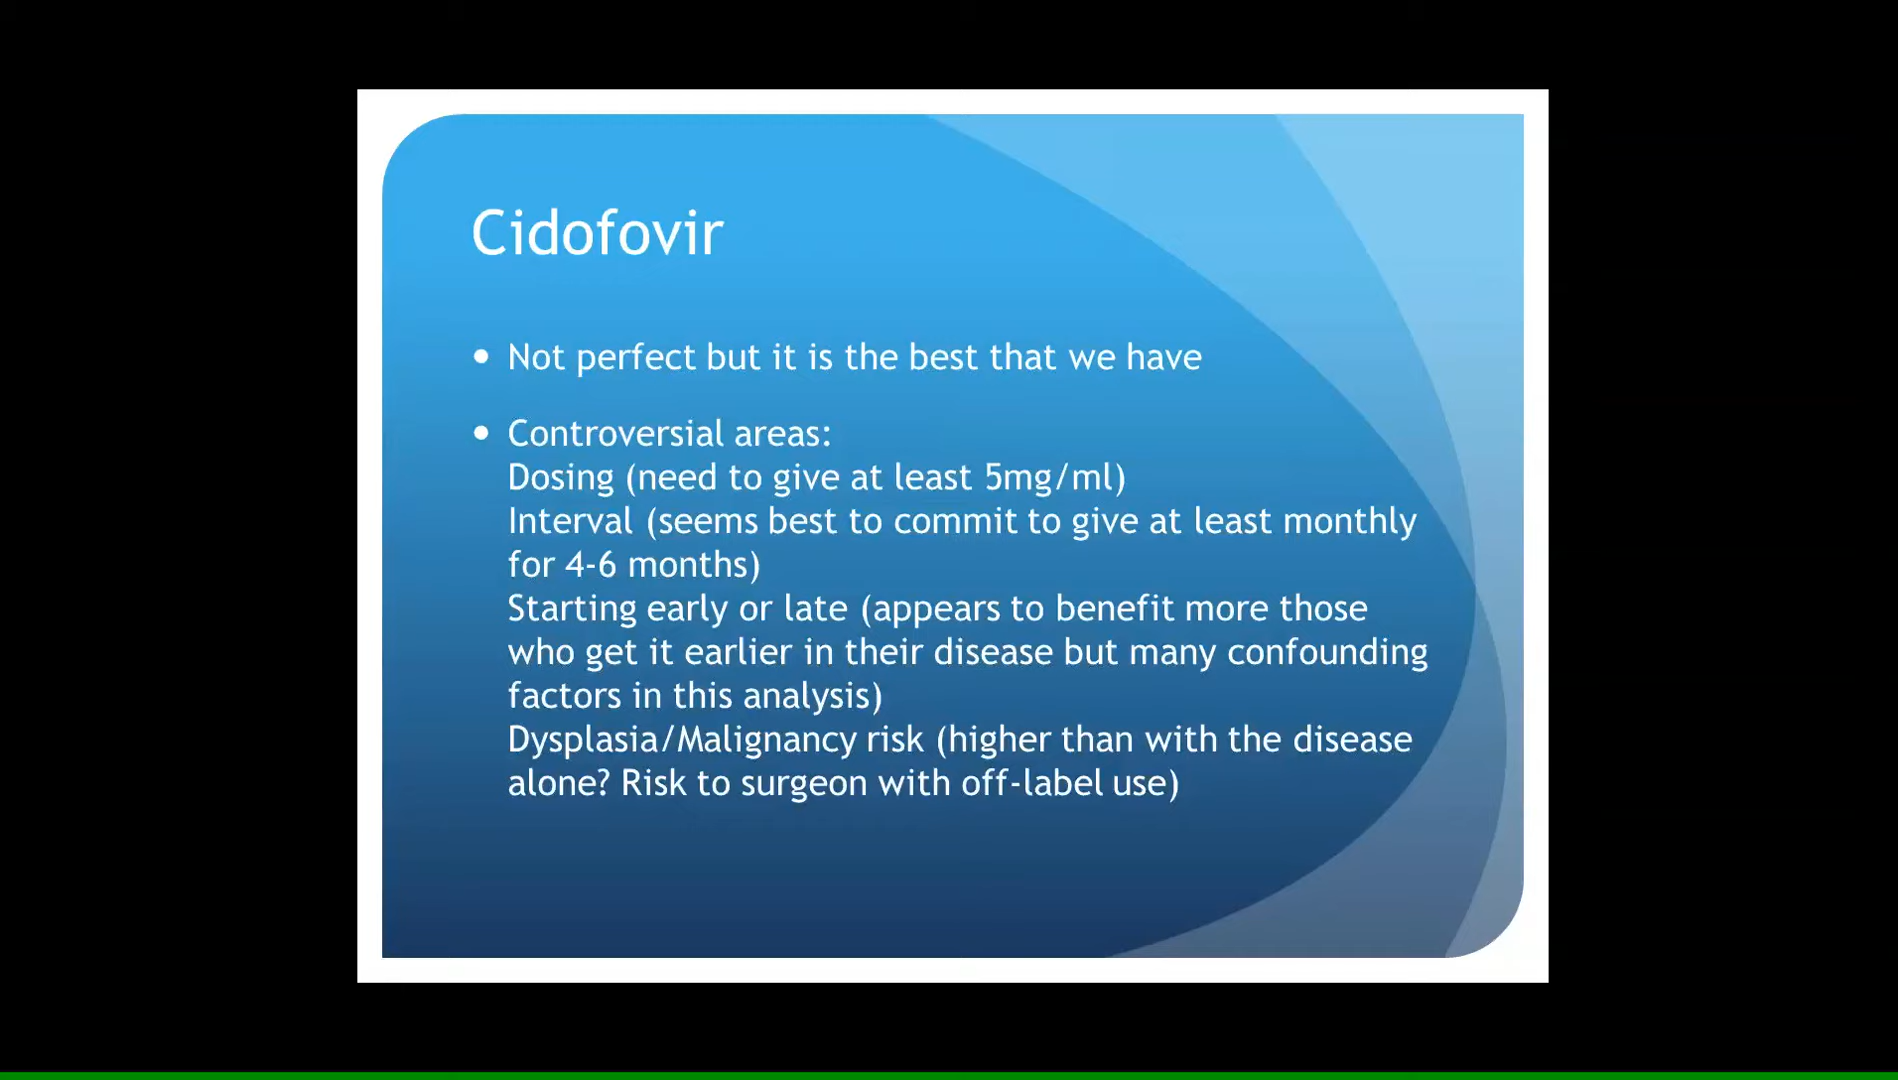 Cidofovir
• Not perfect but it is the best that we have
• Controversial areas:
Dosing (need to give at least 5mg/ml)
Interval (seems best to commit to give at least monthly
for 4-6 months)
Starting early or late (appears to benefit more those
who get it earlier in their disease but many confounding
factors in this analysis)
Dysplasia/Malignancy risk (higher than with the disease
alone? Risk to surgeon with off-label use)